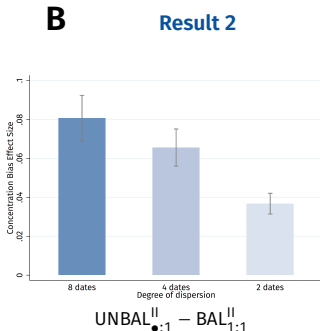 B
Result 2
Concentration Bias Effect Size
.1
.08
.06
.04
.02
0
8 dates
4 dates
2 dates
Degree of dispersion
UNBAL^II_•:1 − BAL^II_1:1